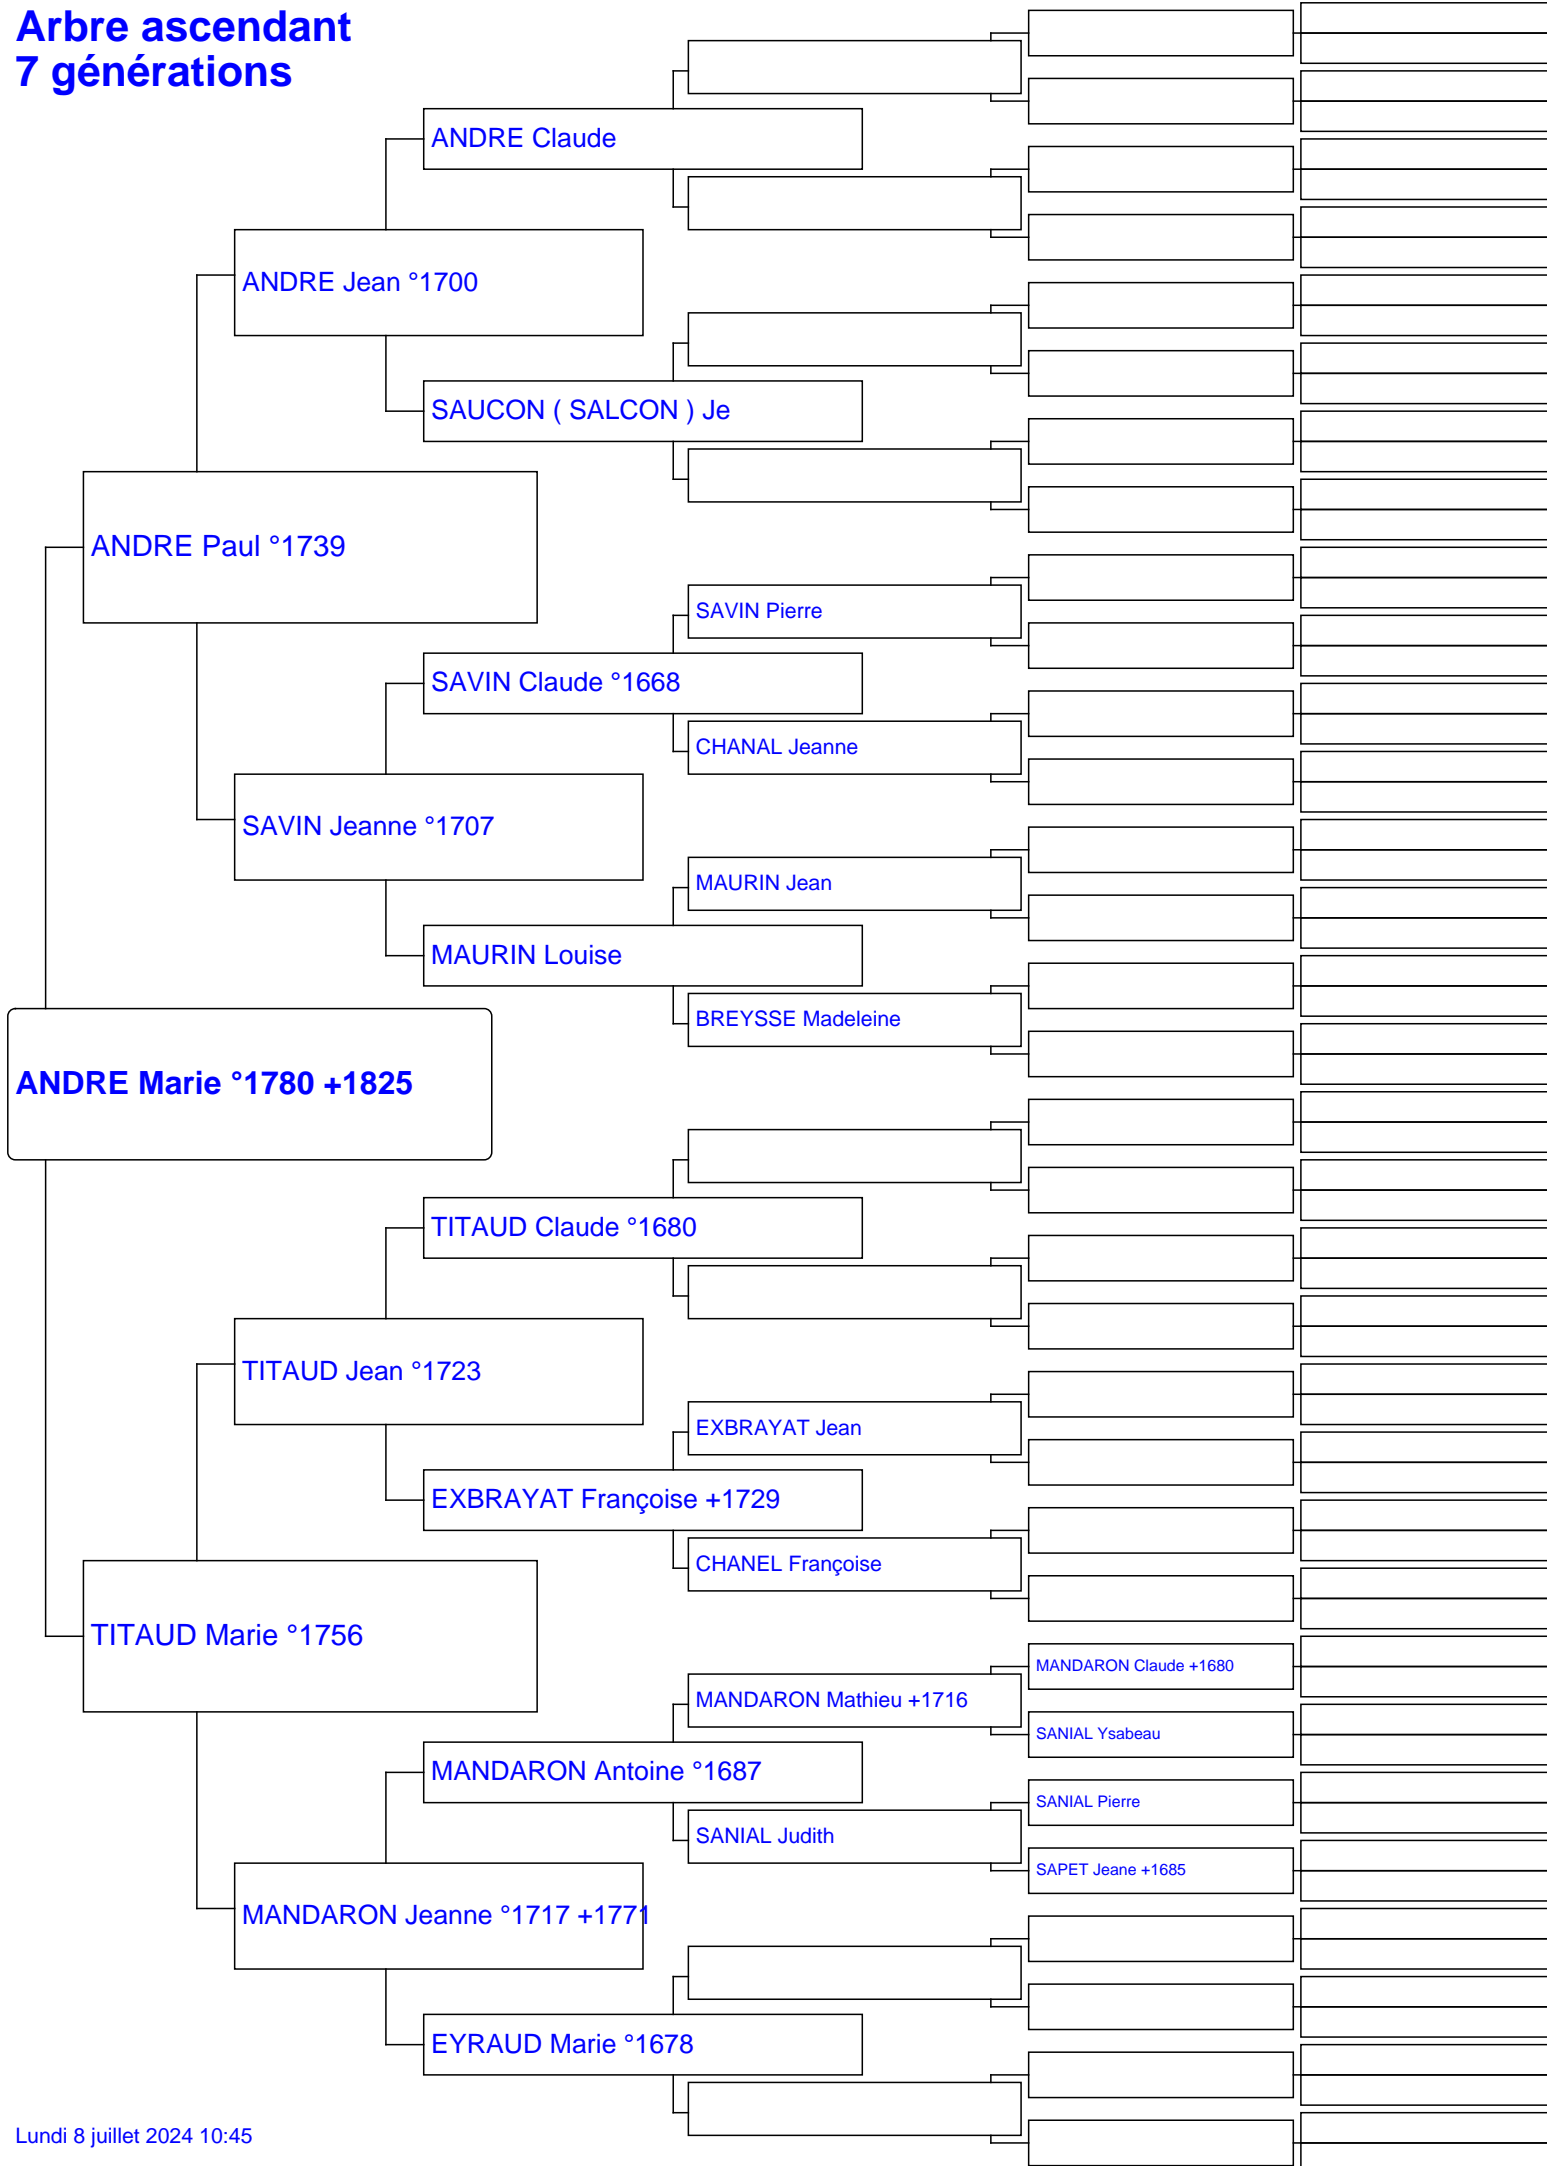 Arbre ascendant
7 générations
ANDRE Claude
ANDRE Jean °1700
SAUCON ( SALCON ) Je
ANDRE Paul °1739
SAVIN Pierre
SAVIN Claude °1668
CHANAL Jeanne
SAVIN Jeanne °1707
MAURIN Jean
MAURIN Louise
BREYSSE Madeleine
ANDRE Marie °1780 +1825
TITAUD Claude °1680
TITAUD Jean °1723
EXBRAYAT Jean
EXBRAYAT Françoise +1729
CHANEL Françoise
TITAUD Marie °1756
MANDARON Claude +1680
MANDARON Mathieu +1716
SANIAL Ysabeau
MANDARON Antoine °1687
SANIAL Pierre
SANIAL Judith
SAPET Jeane +1685
MANDARON Jeanne °1717 +1771
EYRAUD Marie °1678
Lundi 8 juillet 2024 10:45